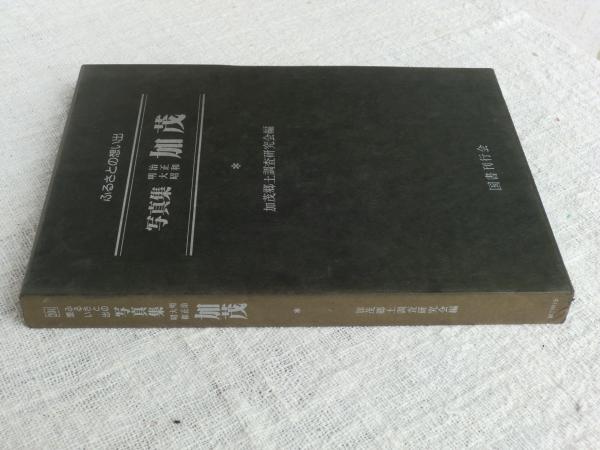 ふるさとの想い出
写真集
明治
大正
昭和
加茂
*
加茂郷土調査研究会編
国書刊行会
ふるさとの
想い出
写真集
明治
大正
昭和
加茂
*
加茂郷土調査研究会編